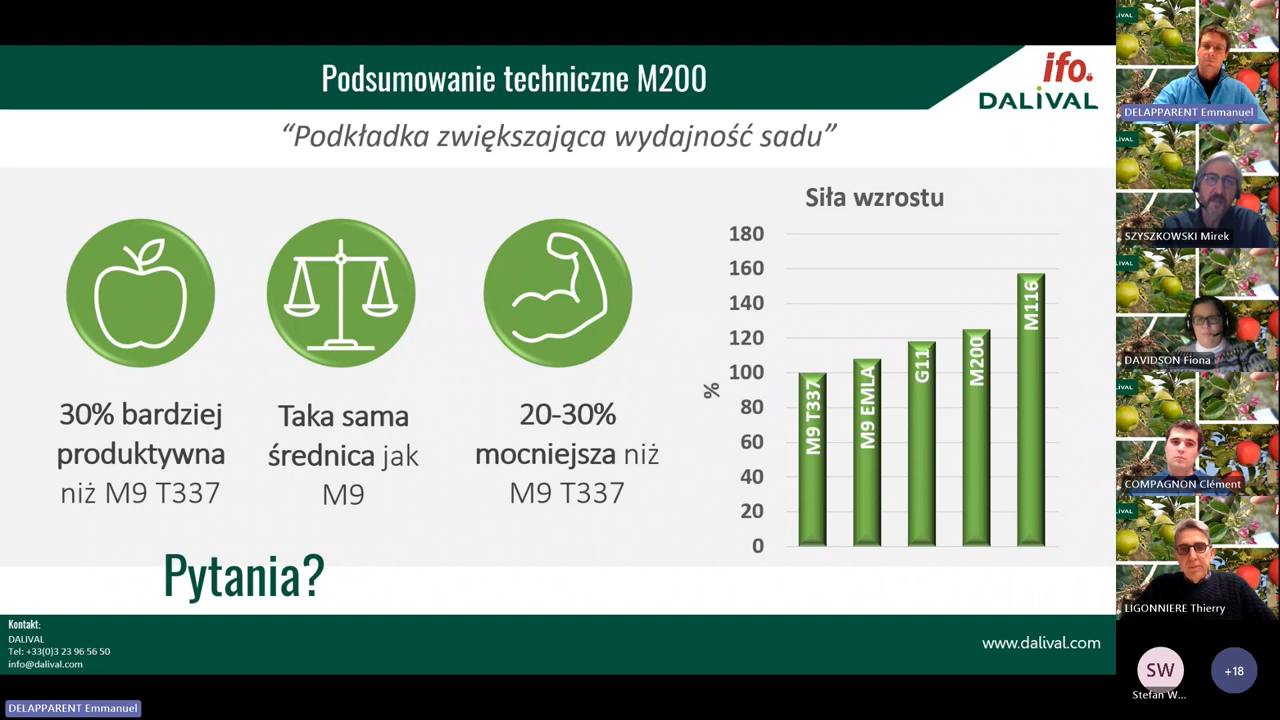 Podsumowanie techniczne M200
ifo.
DALiVAL
“Podkładka zwiększająca wydajność sadu”
30% bardziej
produktywna
niż M9 T337
Taka sama
średnica jak
M9
20-30%
mocniejsza niż
M9 T337
Siła wzrostu
%
180
160
140
120
100
80
60
40
20
0
M9 T337
M9 EMLA
G11
M200
M116
Pytania?
Kontakt:
DALIVAL
Tel: +33(0)3 23 96 56 50
info@dalival.com
www.dalival.com
DELAPPARENT Emmanuel
DELAPPARENT Emmanuel
SZYSZKOWSKI Mirek
DAVIDSON Fiona
COMPAGNON Clément
LIGONNIERE Thierry
SW
Stefan W...
+18